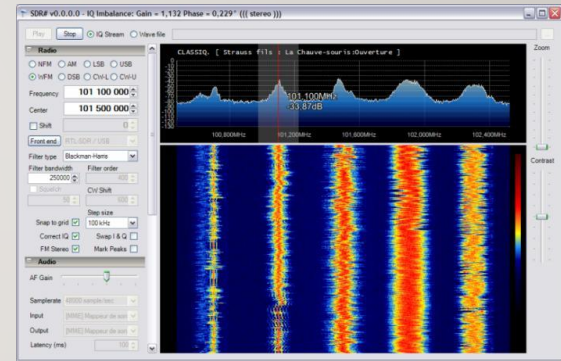 SDR# v0.0.0.0 - IQ Imbalance: Gain = 1,132 Phase = 0,229° ((( stereo )))
Play Stop IQ Stream Wave file
Radio
NFM AM LSB USB
WFM DSB CW-L CW-U
Frequency 101 100 000
Center 101 500 000
Shift 0
Front end RTL-SDR / USB
Filter type Blackman-Harris
Filter bandwidth Filter order
250000 400
Squelch CW Shift
50 600
Step size
Snap to grid 100 kHz
Correct IQ Swap I & Q
FM Stereo Mark Peaks
Audio
AF Gain
Samplerate
Input
Output
Latency (ms) 100
CLASSIQ. [ Strauss fils : La Chauve-souris:Ouverture ]
101,100MHz
-33,87dB
100,800MHz 101,200MHz 101,600MHz 102,000MHz 102,400MHz
Zoom
Contrast